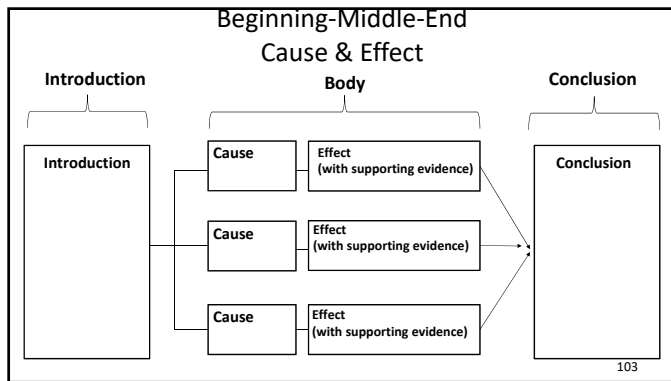 Beginning-Middle-End
Cause & Effect
Introduction
Body
Conclusion
Introduction
Cause
Effect
(with supporting evidence)
Cause
Effect
(with supporting evidence)
Cause
Effect
(with supporting evidence)
Conclusion
103